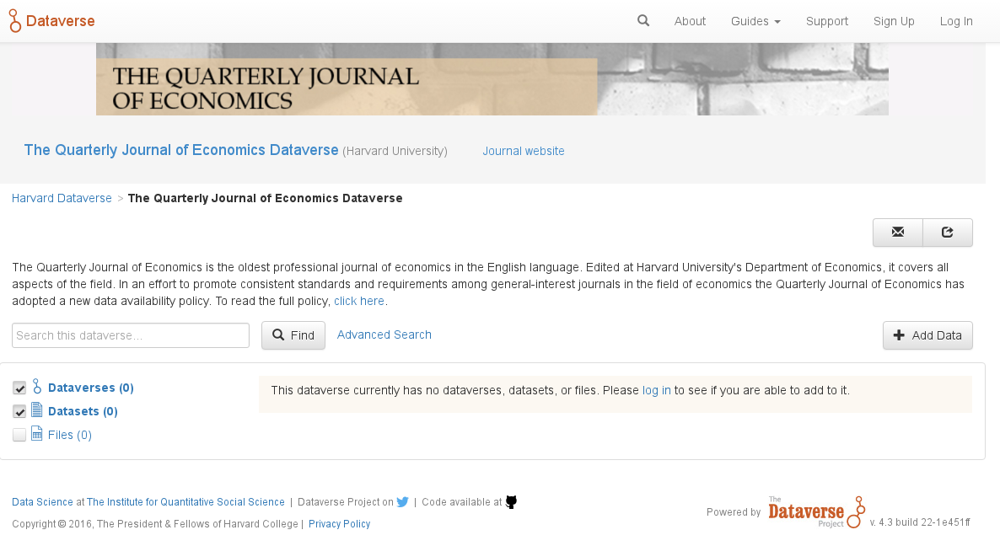 Dataverse
About Guides Support Sign Up Log In
THE QUARTERLY JOURNAL
OF ECONOMICS
The Quarterly Journal of Economics Dataverse (Harvard University) Journal website
Harvard Dataverse > The Quarterly Journal of Economics Dataverse
The Quarterly Journal of Economics is the oldest professional journal of economics in the English language. Edited at Harvard University's Department of Economics, it covers all
aspects of the field. In an effort to promote consistent standards and requirements among general-interest journals in the field of economics the Quarterly Journal of Economics has
adopted a new data availability policy. To read the full policy, click here.
Search this dataverse... Find Advanced Search Add Data
Dataverses (0)
Datasets (0)
Files (0)
This dataverse currently has no dataverses, datasets, or files. Please log in to see if you are able to add to it.
Data Science at The Institute for Quantitative Social Science | Dataverse Project on | Code available at
Copyright © 2016, The President & Fellows of Harvard College | Privacy Policy
Powered by The Dataverse Project v. 4.3 build 22-1e451ff